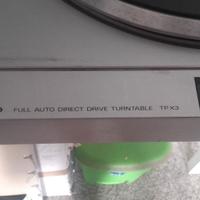 FULL AUTO DIRECT DRIVE TURNTABLE TP X3